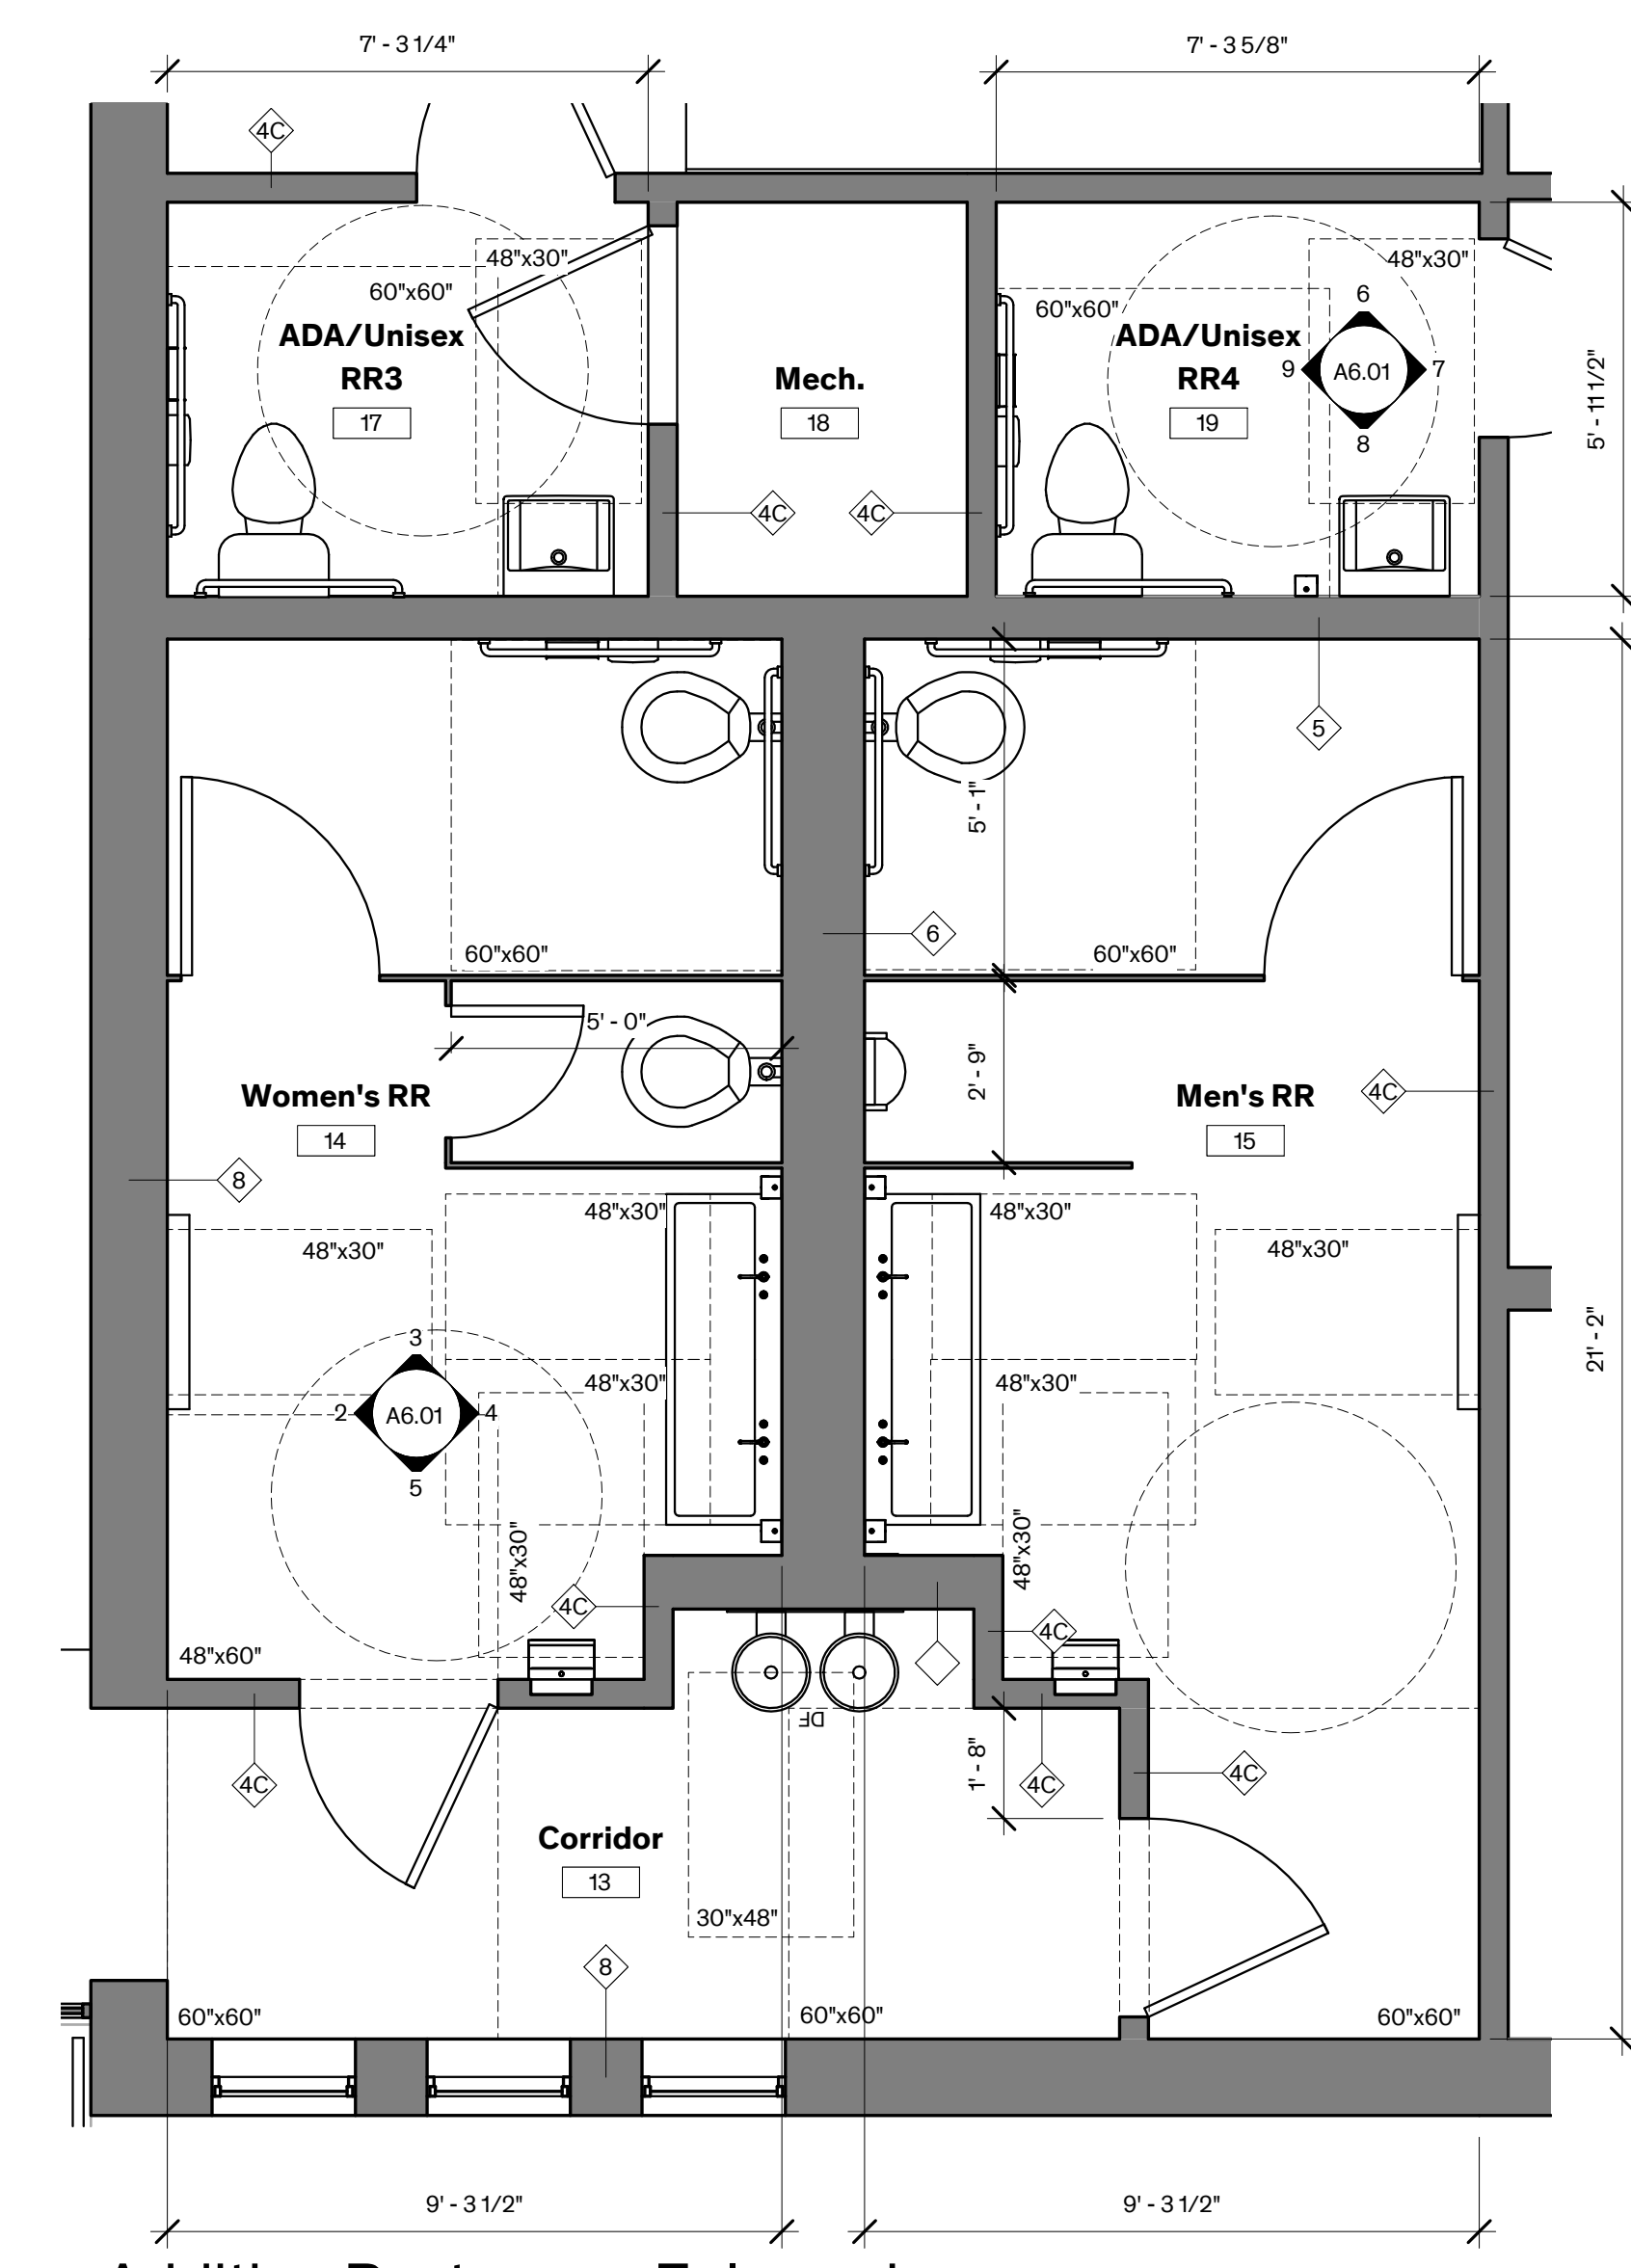 7' - 3 1/4"
7' - 3 5/8"
4C
48"x30"
60"x60"
ADA/Unisex
RR3
17
Mech.
18
48"x30"
60"x60"
ADA/Unisex
RR4
19
6
9
A6.01
7
8
5' - 11 1/2"
4C
4C
5
5' - 1"
6
60"x60"
60"x60"
5' - 0"
2' - 9"
Women's RR
14
Men's RR
15
4C
8
48"x30"
48"x30"
48"x30"
48"x30"
3
2
A6.01
4
5
48"x30"
48"x30"
21' - 2"
48"x30"
48"x30"
4C
4C
48"x60"
DF
4C
1' - 8"
4C
4C
Corridor
13
30"x48"
8
60"x60"
60"x60"
60"x60"
9' - 3 1/2"
9' - 3 1/2"